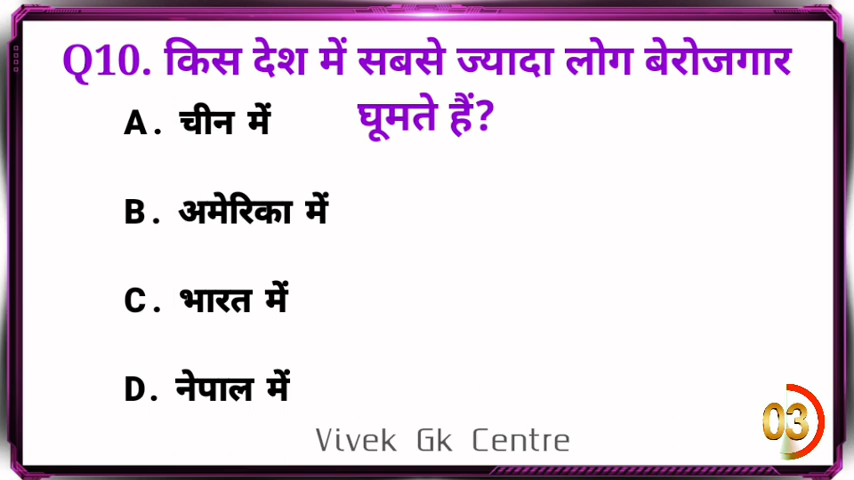 Q10. किस देश में सबसे ज्यादा लोग बेरोजगार
घूमते हैं?
A. चीन में
B. अमेरिका में
C. भारत में
D. नेपाल में
03
Vivek Gk Centre